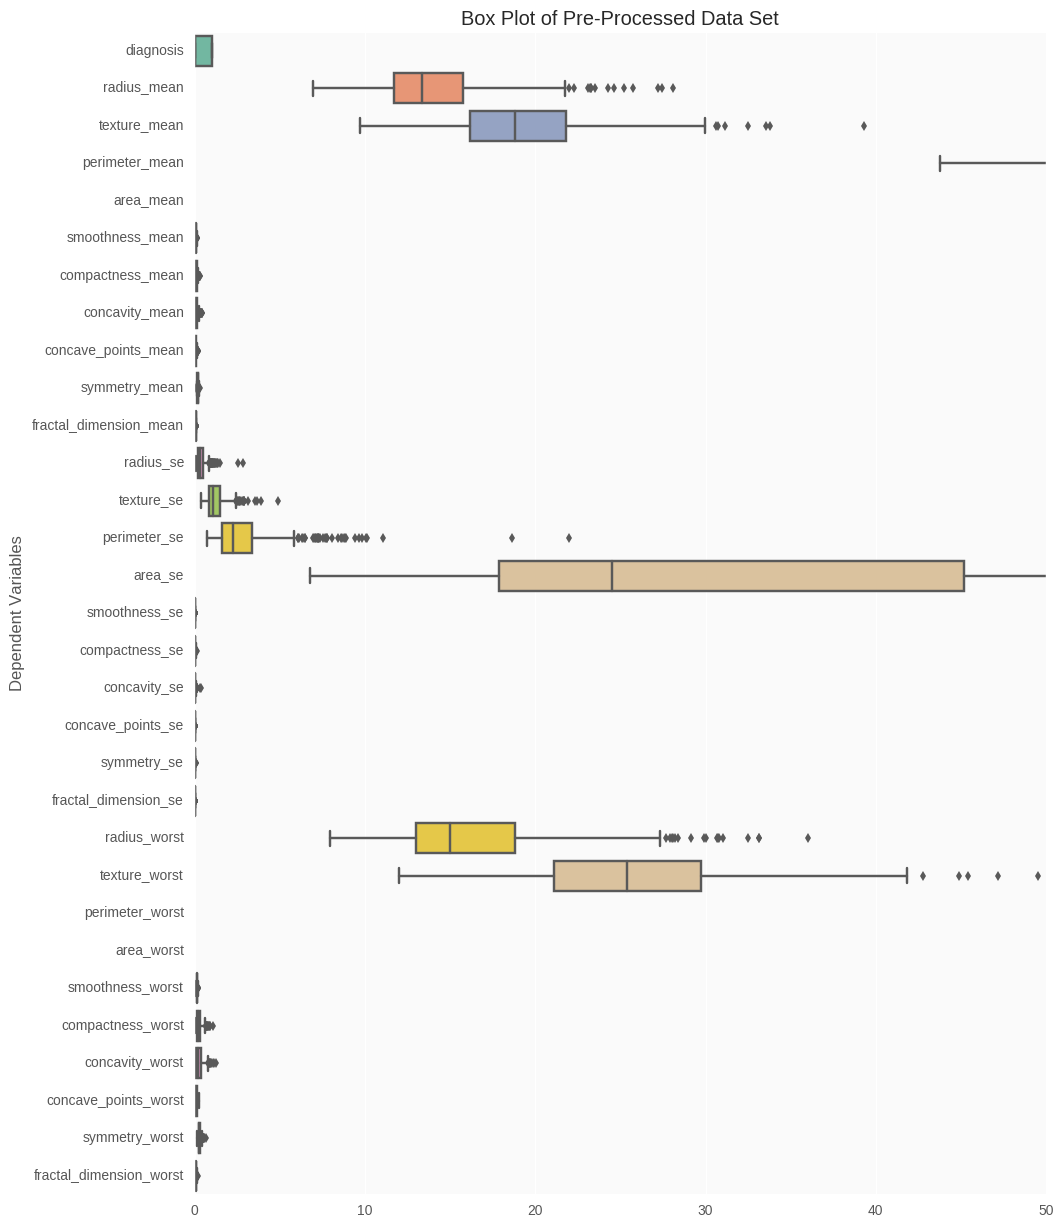 Box Plot of Pre-Processed Data Set
diagnosis
radius_mean
texture_mean
perimeter_mean
area_mean
smoothness_mean
compactness_mean
concavity_mean
concave_points_mean
symmetry_mean
fractal_dimension_mean
radius_se
texture_se
perimeter_se
area_se
smoothness_se
compactness_se
concavity_se
concave_points_se
symmetry_se
fractal_dimension_se
radius_worst
texture_worst
perimeter_worst
area_worst
smoothness_worst
compactness_worst
concavity_worst
concave_points_worst
symmetry_worst
fractal_dimension_worst
Dependent Variables
0 10 20 30 40 50